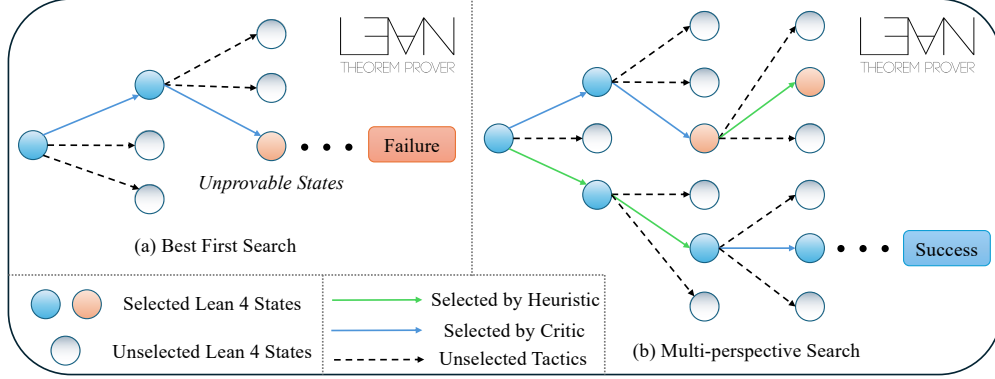 LEAN
THEOREM PROVER
Failure
Unprovable States
(a) Best First Search
LEAN
THEOREM PROVER
Success
(b) Multi-perspective Search
Selected Lean 4 States
Unselected Lean 4 States
Selected by Heuristic
Selected by Critic
Unselected Tactics